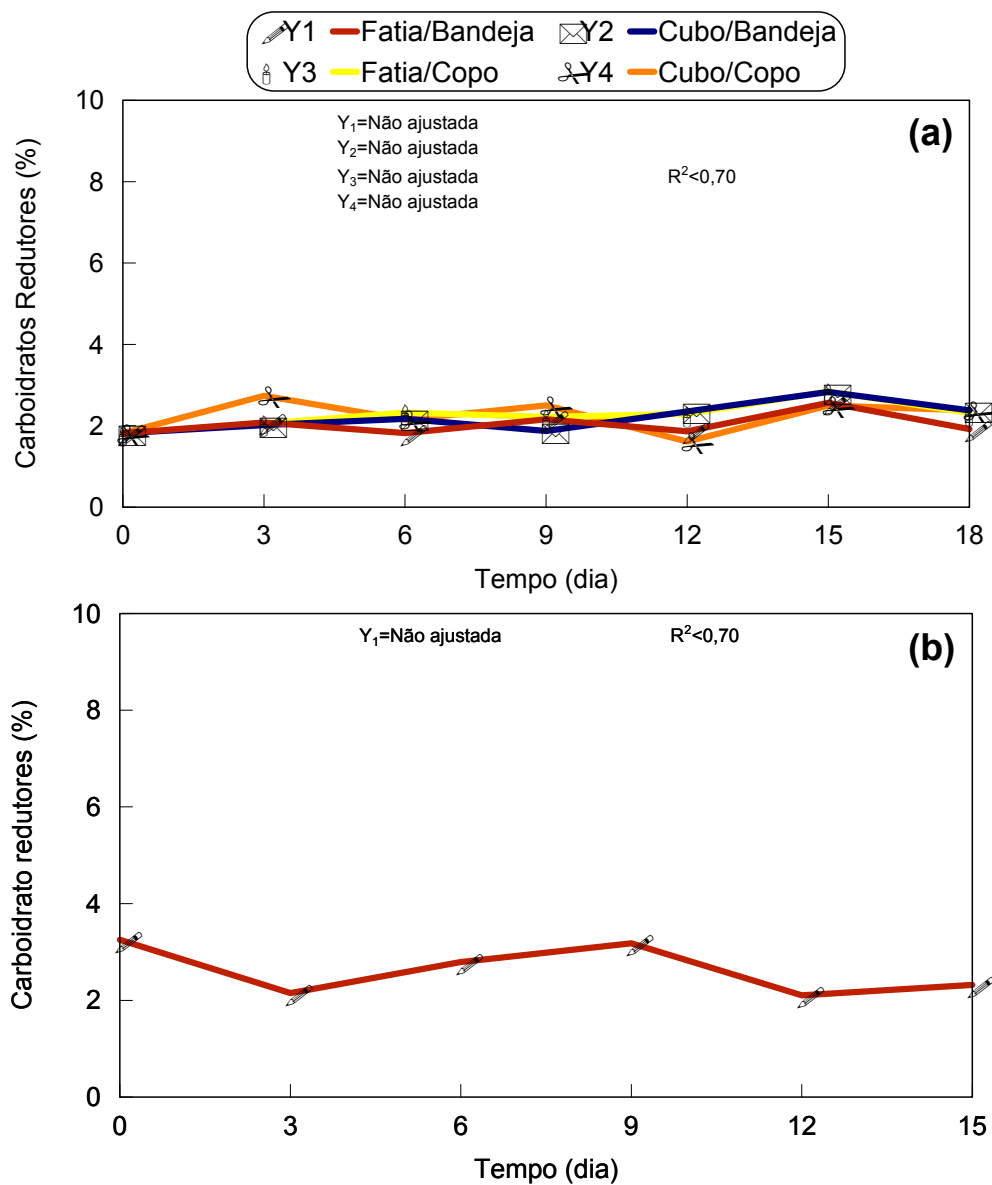 Y1 Fatia/Bandeja Y2 Cubo/Bandeja
Y3 Fatia/Copo Y4 Cubo/Copo
(a)
Y₁=Não ajustada
Y₂=Não ajustada
Y₃=Não ajustada R²<0,70
Y₄=Não ajustada
Carboidratos Redutores (%)
10
8
6
4
2
0
0 3 6 9 12 15 18
Tempo (dia)
Y₁=Não ajustada R²<0,70
(b)
Carboidrato redutores (%)
10
8
6
4
2
0
0 3 6 9 12 15
Tempo (dia)